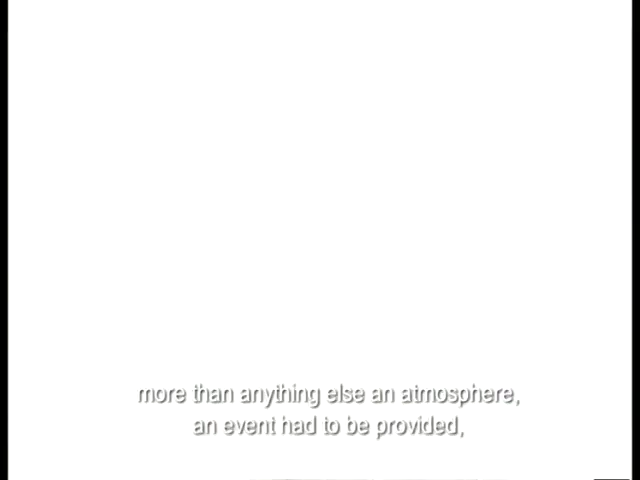 more than anything else an atmosphere,
an event had to be provided,